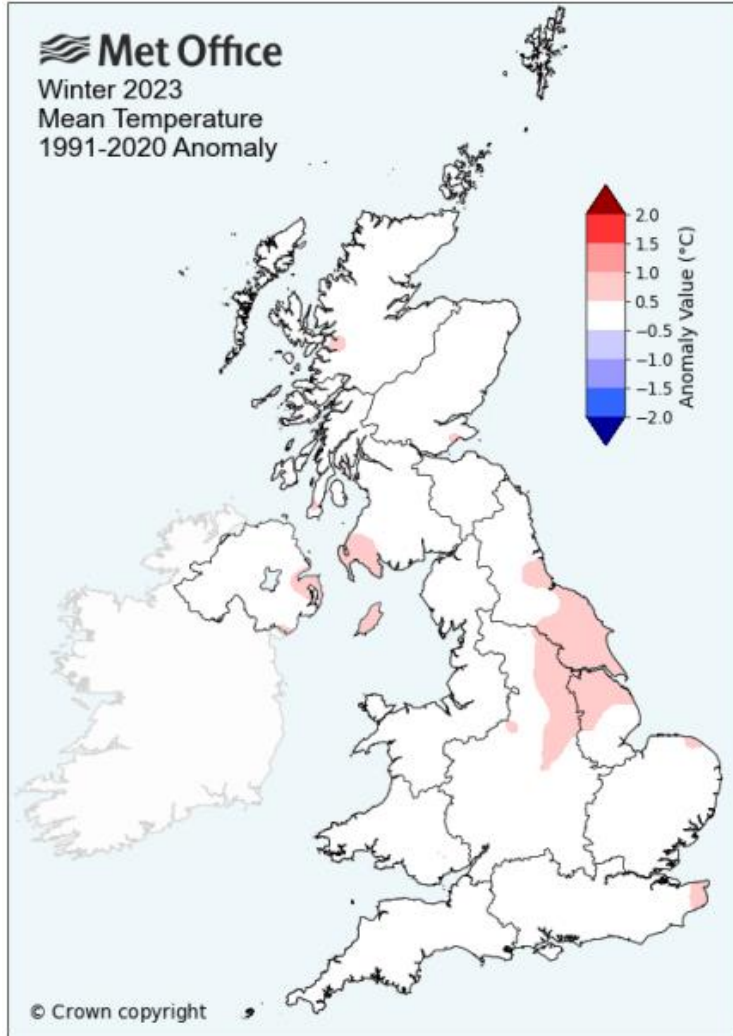 Met Office
Winter 2023
Mean Temperature
1991-2020 Anomaly
2.0
1.5
1.0
0.5
−0.5
−1.0
−1.5
−2.0
Anomaly Value (°C)
© Crown copyright